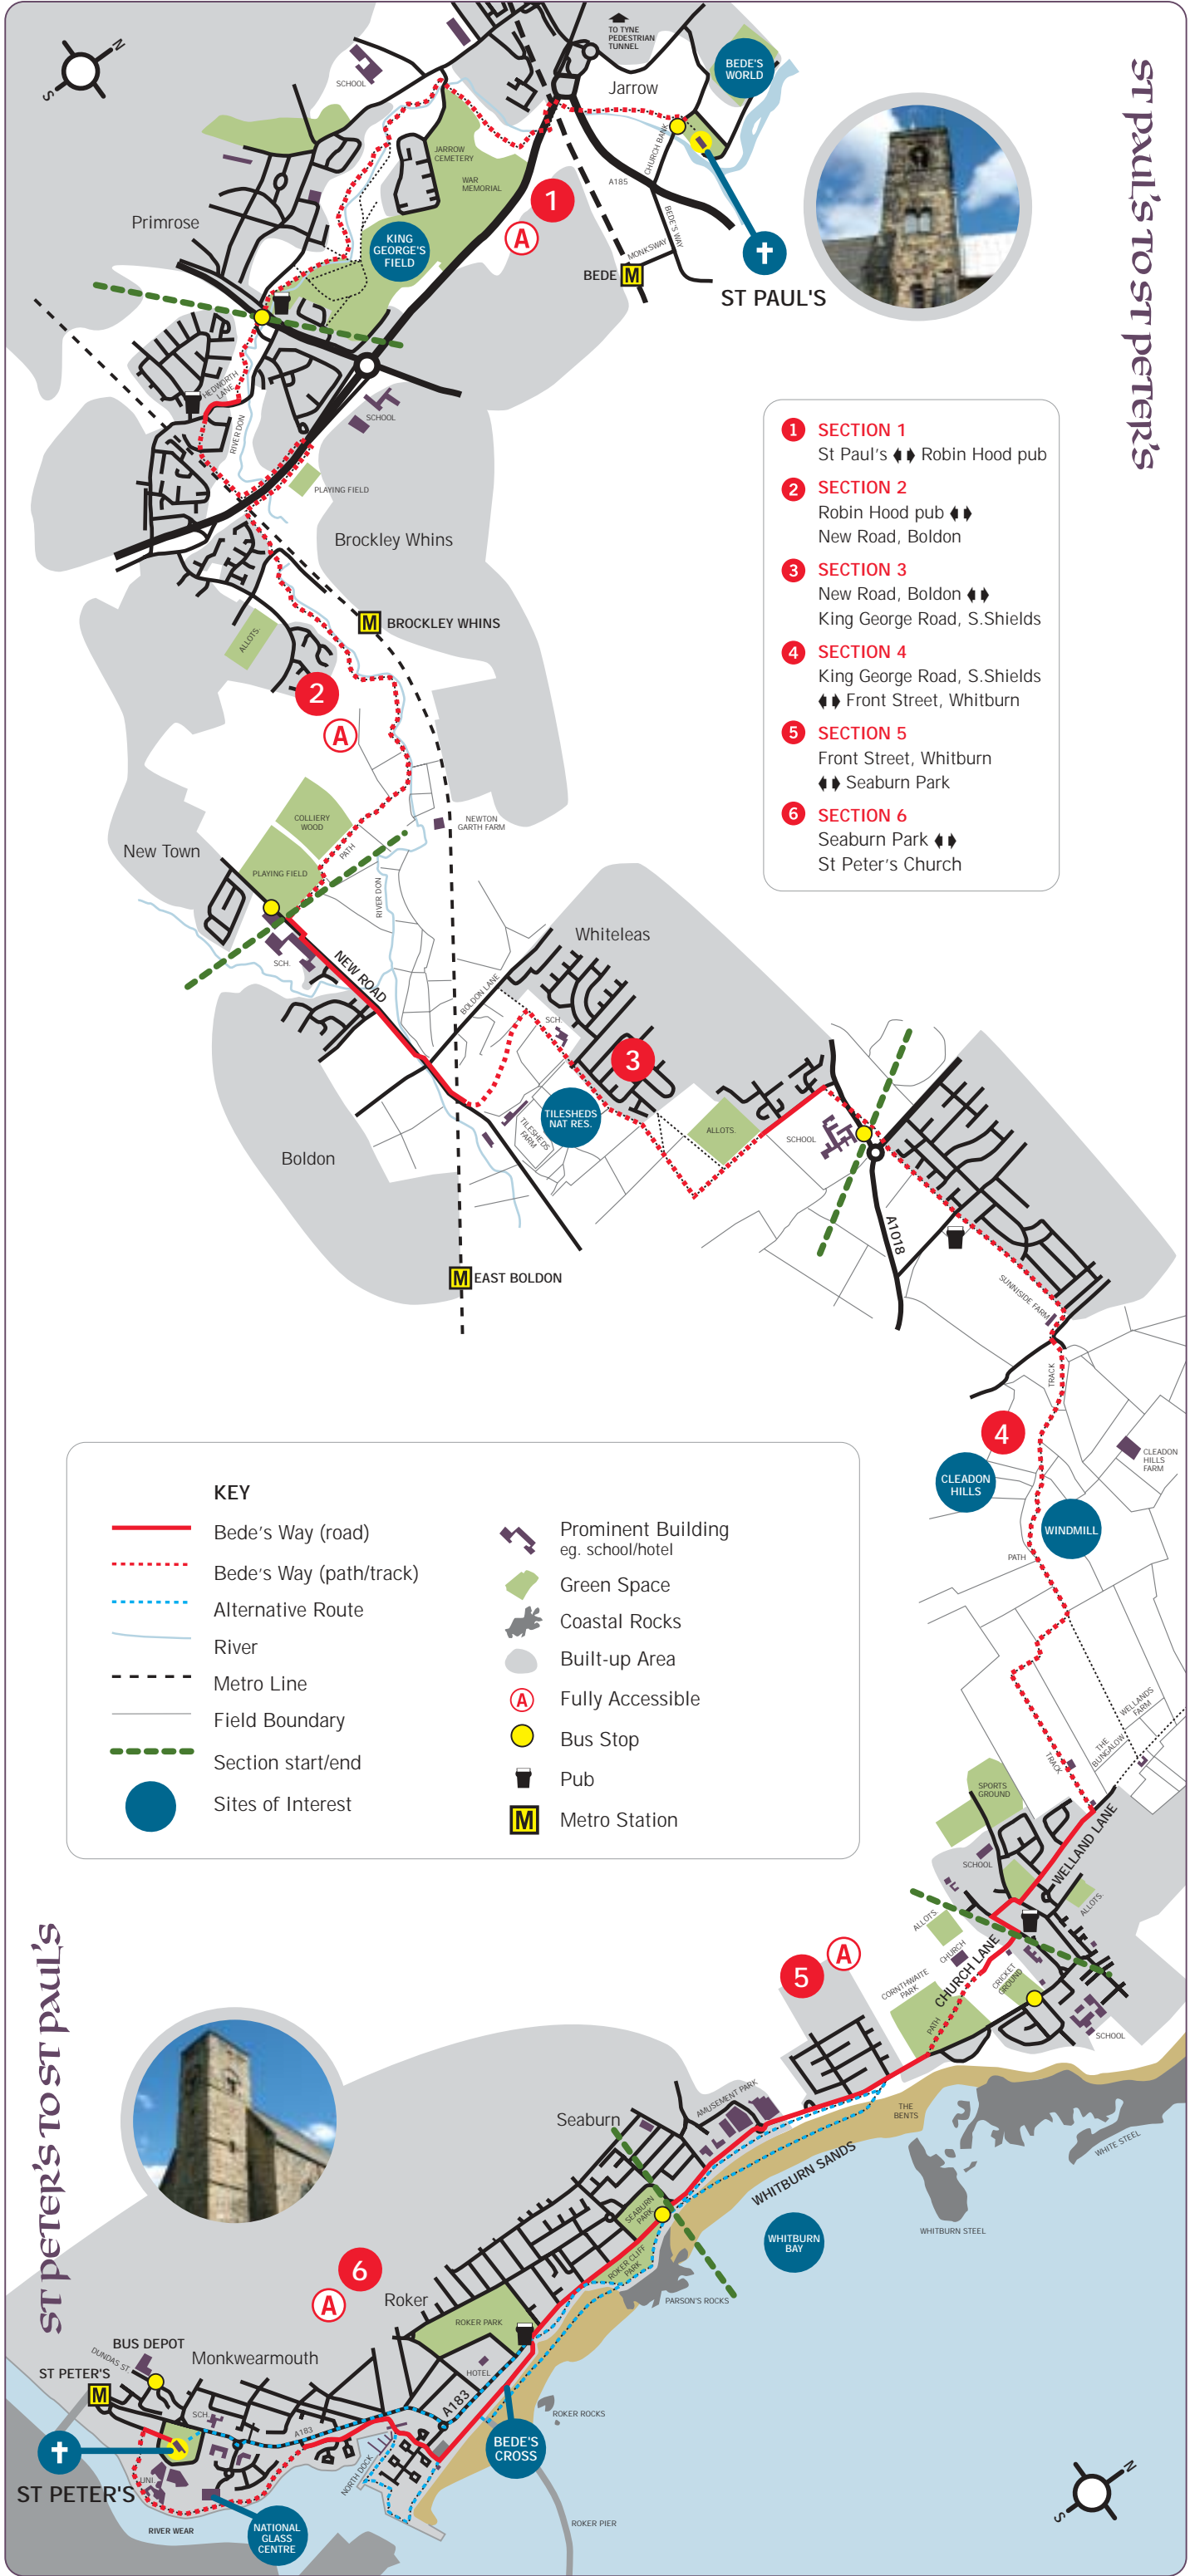 N
S
TO TYNE
PEDESTRIAN
TUNNEL
SCHOOL
Jarrow
BEDE'S
WORLD
JARROW
CEMETERY
WAR
MEMORIAL
CHURCH BANK
A185
BEDE'S WAY
MONKSWAY
1
A
Primrose
KING
GEORGE'S
FIELD
BEDE M
ST PAUL'S
ST PAUL'S TO ST PETER'S
HEDWORTH
LANE
RIVER DON
SCHOOL
PLAYING FIELD
Brockley Whins
M BROCKLEY WHINS
ALLOTS.
2
A
1 SECTION 1
St Paul's Robin Hood pub
2 SECTION 2
Robin Hood pub
New Road, Boldon
3 SECTION 3
New Road, Boldon
King George Road, S.Shields
4 SECTION 4
King George Road, S.Shields
Front Street, Whitburn
5 SECTION 5
Front Street, Whitburn
Seaburn Park
6 SECTION 6
Seaburn Park
St Peter's Church
COLLIERY
WOOD
NEWTON
GARTH FARM
New Town
PATH
PLAYING FIELD
RIVER DON
SCH.
NEW ROAD
Whiteleas
BOLDON LANE
SCH.
3
TILESHEDS
NAT RES.
TILESHEDS
FARM
ALLOTS.
SCHOOL
Boldon
A1018
M EAST BOLDON
SUNNISIDE FARM
TRACK
4
CLEADON
HILLS
FARM
CLEADON
HILLS
WINDMILL
PATH
KEY
Bede's Way (road)
Bede's Way (path/track)
Alternative Route
River
Metro Line
Field Boundary
Section start/end
Sites of Interest
Prominent Building
eg. school/hotel
Green Space
Coastal Rocks
Built-up Area
A Fully Accessible
Bus Stop
Pub
M Metro Station
WELLANDS
FARM
THE
BUNGALOW
TRACK
SPORTS
GROUND
WELLAND LANE
SCHOOL
ALLOTS.
ALLOTS.
CHURCH
CHURCH LANE
CORNTHWAITE
PARK
CRICKET
GROUND
PATH
SCHOOL
5
A
ST PETER'S TO ST PAUL'S
Seaburn
AMUSEMENT PARK
THE
BENTS
WHITBURN SANDS
WHITE STEEL
WHITBURN STEEL
WHITBURN
BAY
SEABURN
PARK
ROKER CLIFF
PARK
PARSON'S ROCKS
6
A
Roker
ROKER PARK
BUS DEPOT
DUNDAS ST.
Monkwearmouth
ST PETER'S
M
HOTEL
A183
ROKER ROCKS
SCH.
A183
BEDE'S
CROSS
NORTH DOCK
UNI.
ST PETER'S
NATIONAL
GLASS
CENTRE
RIVER WEAR
ROKER PIER
N
S